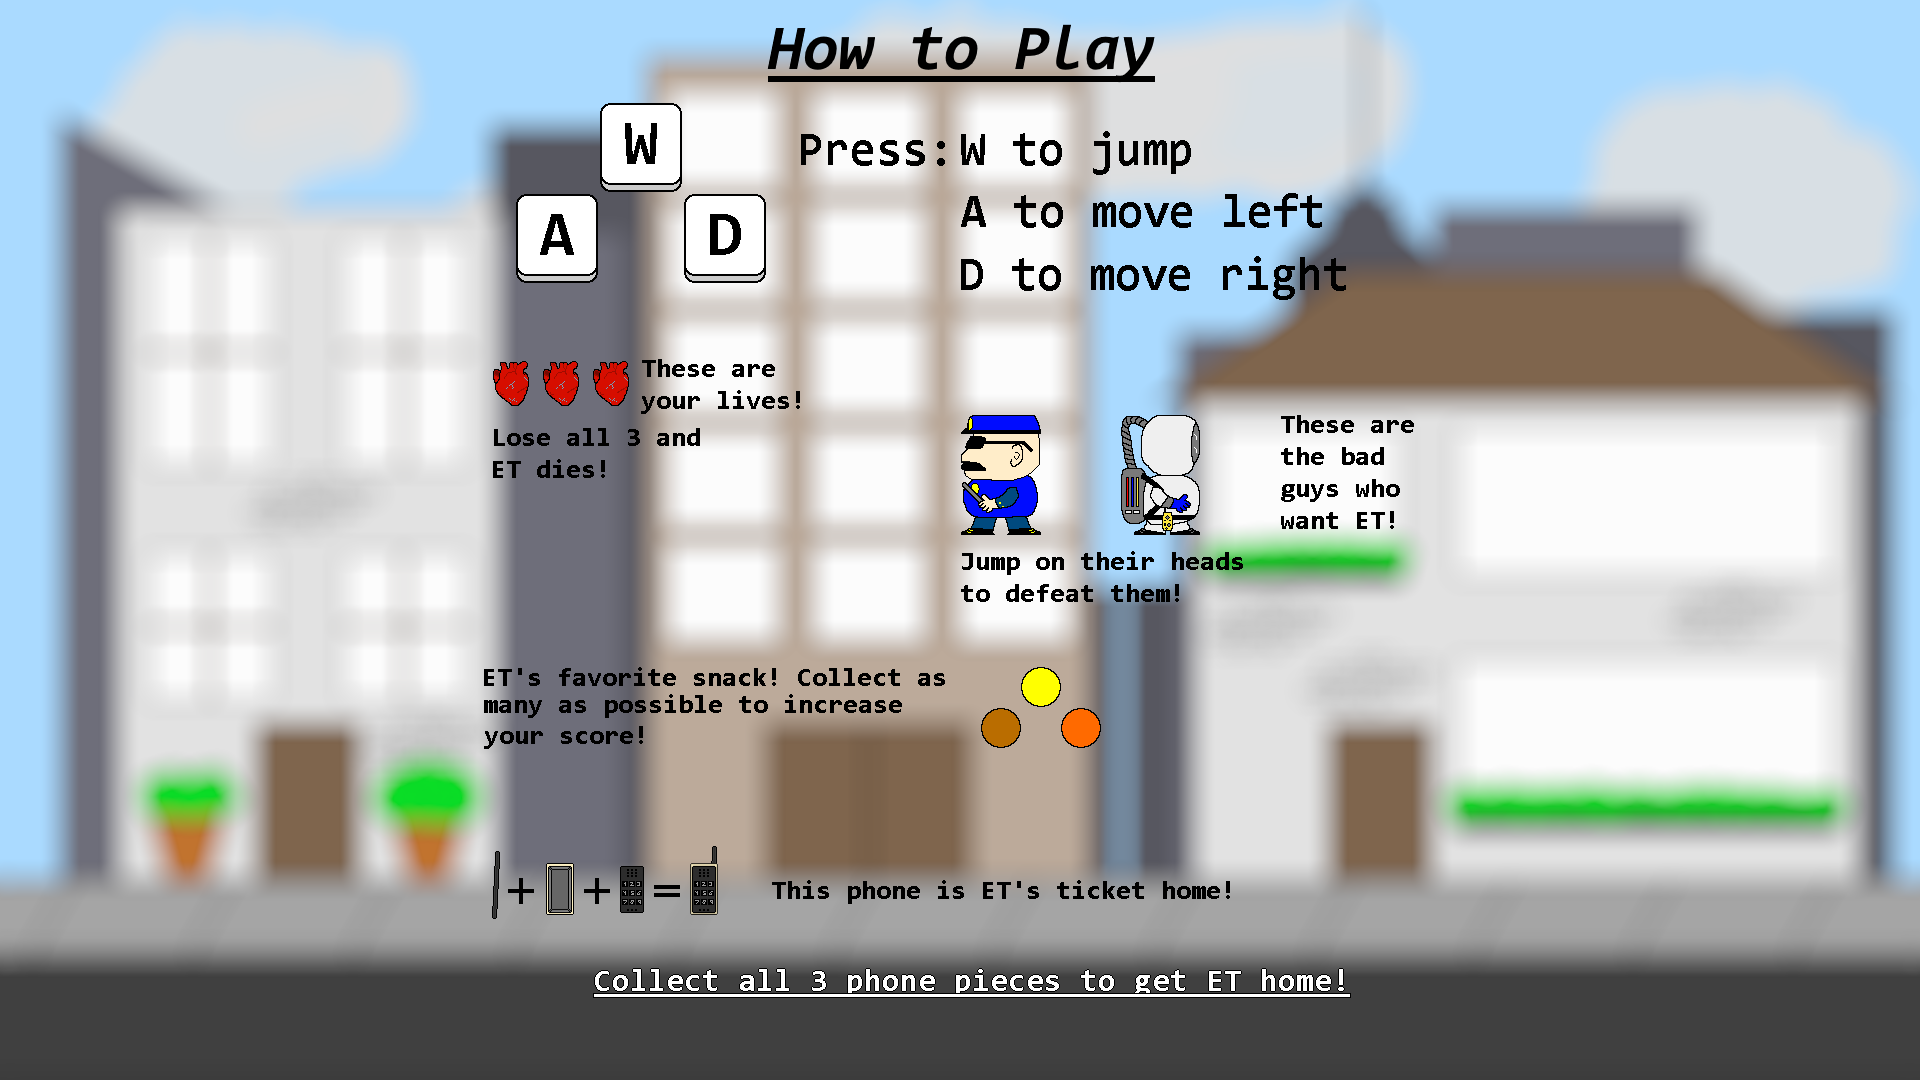 How to Play
W
A
D
Press: W to jump
A to move left
D to move right
These are
your lives!
Lose all 3 and
ET dies!
These are
the bad
guys who
want ET!
Jump on their heads
to defeat them!
ET's favorite snack! Collect as
many as possible to increase
your score!
+ + =
This phone is ET's ticket home!
Collect all 3 phone pieces to get ET home!